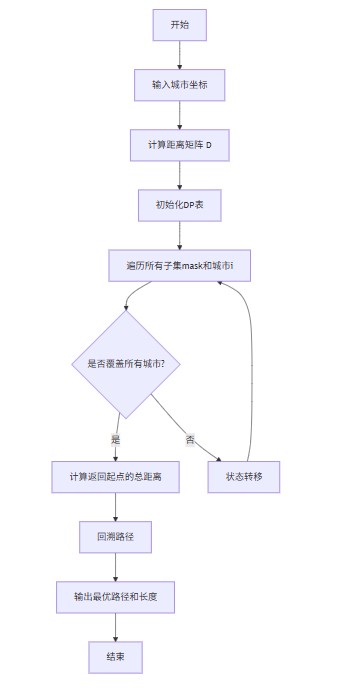 开始
输入城市坐标
计算距离矩阵 D
初始化DP表
遍历所有子集mask和城市i
是否覆盖所有城市?
是
否
计算返回起点的总距离
状态转移
回溯路径
输出最优路径和长度
结束